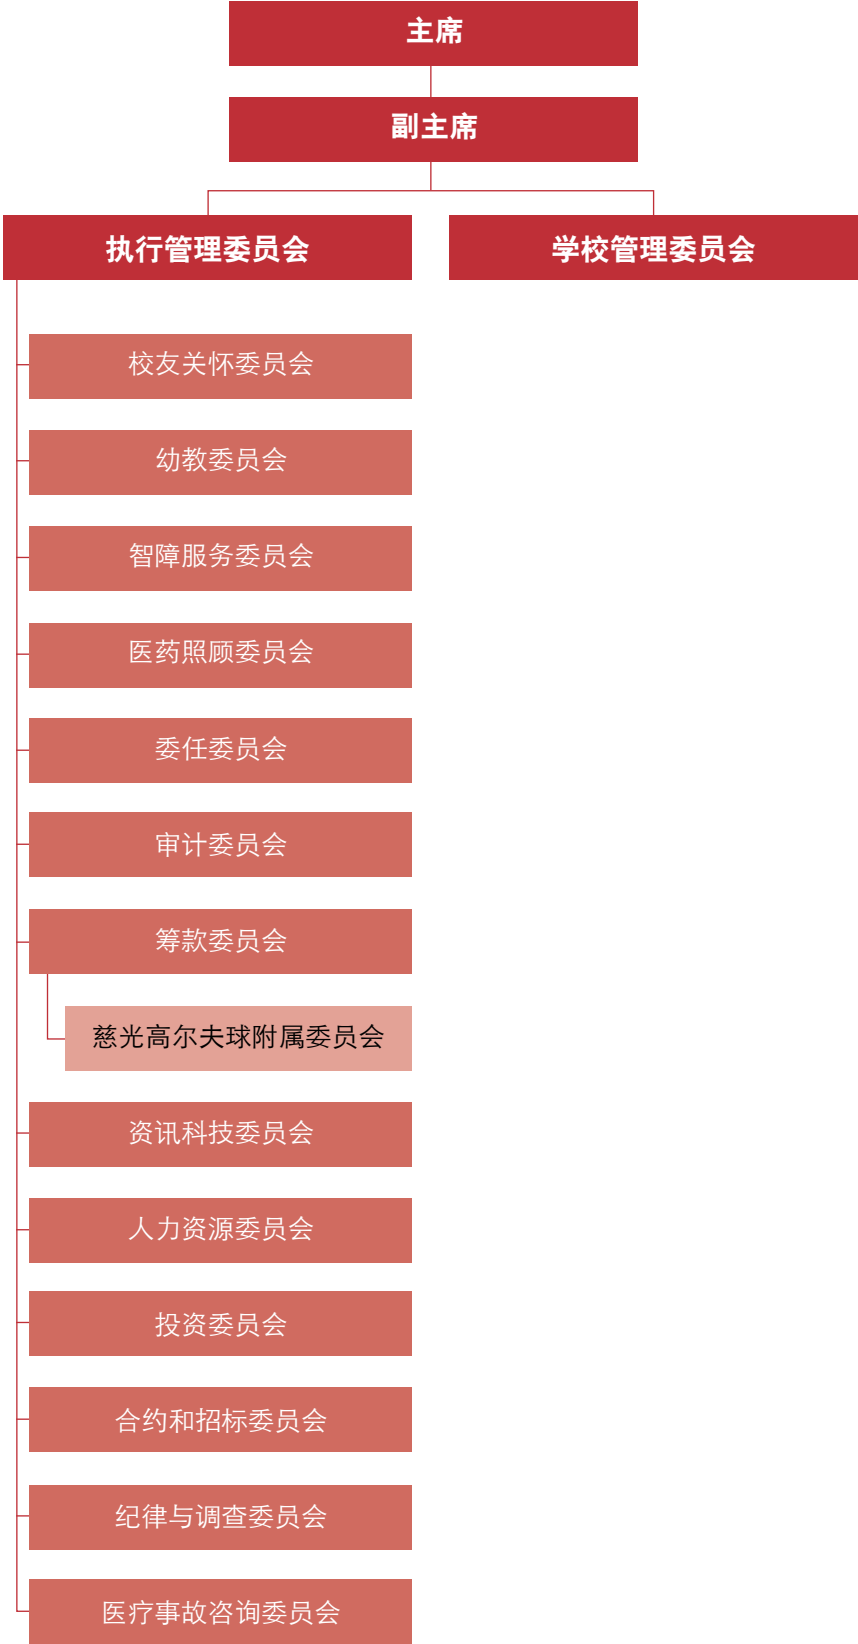 主席
副主席
执行管理委员会
学校管理委员会
校友关怀委员会
幼教委员会
智障服务委员会
医药照顾委员会
委任委员会
审计委员会
筹款委员会
慈光高尔夫球附属委员会
资讯科技委员会
人力资源委员会
投资委员会
合约和招标委员会
纪律与调查委员会
医疗事故咨询委员会